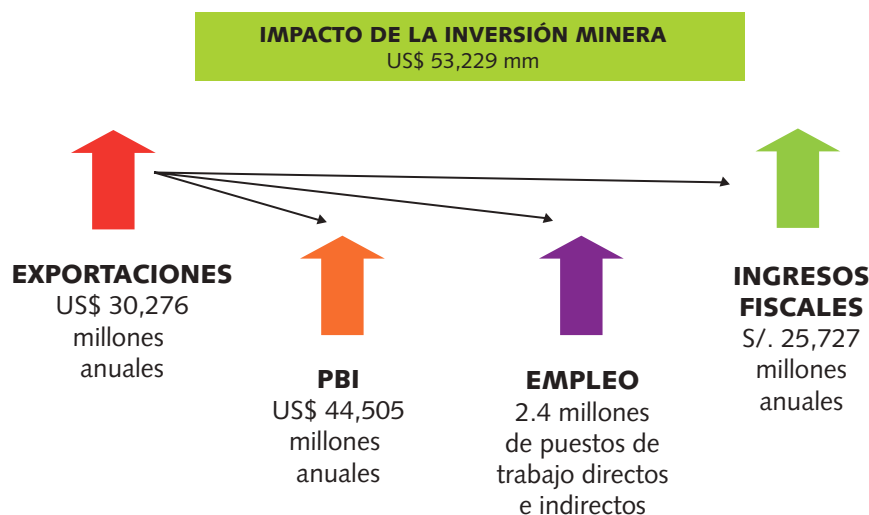 IMPACTO DE LA INVERSIÓN MINERA
US$ 53,229 mm
EXPORTACIONES
US$ 30,276
millones
anuales
PBI
US$ 44,505
millones
anuales
EMPLEO
2.4 millones
de puestos de
trabajo directos
e indirectos
INGRESOS
FISCALES
S/. 25,727
millones
anuales